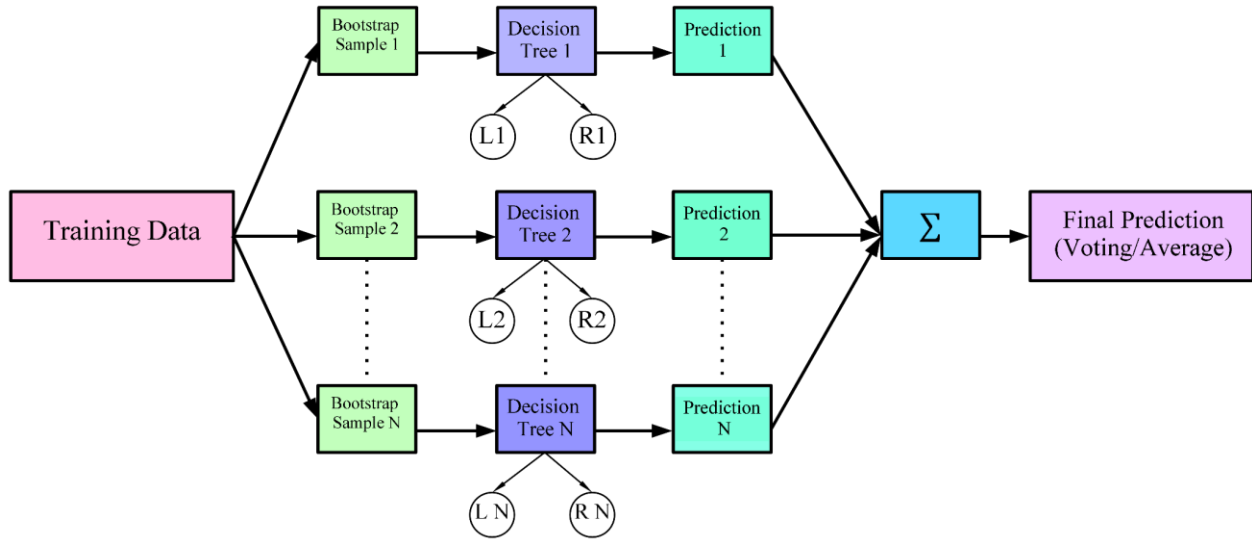 Bootstrap
Sample 1
Decision
Tree 1
Prediction
1
L1
R1
Training Data
Bootstrap
Sample 2
Decision
Tree 2
Prediction
2
Σ
Final Prediction
(Voting/Average)
L2
R2
Bootstrap
Sample N
Decision
Tree N
Prediction
N
L N
R N